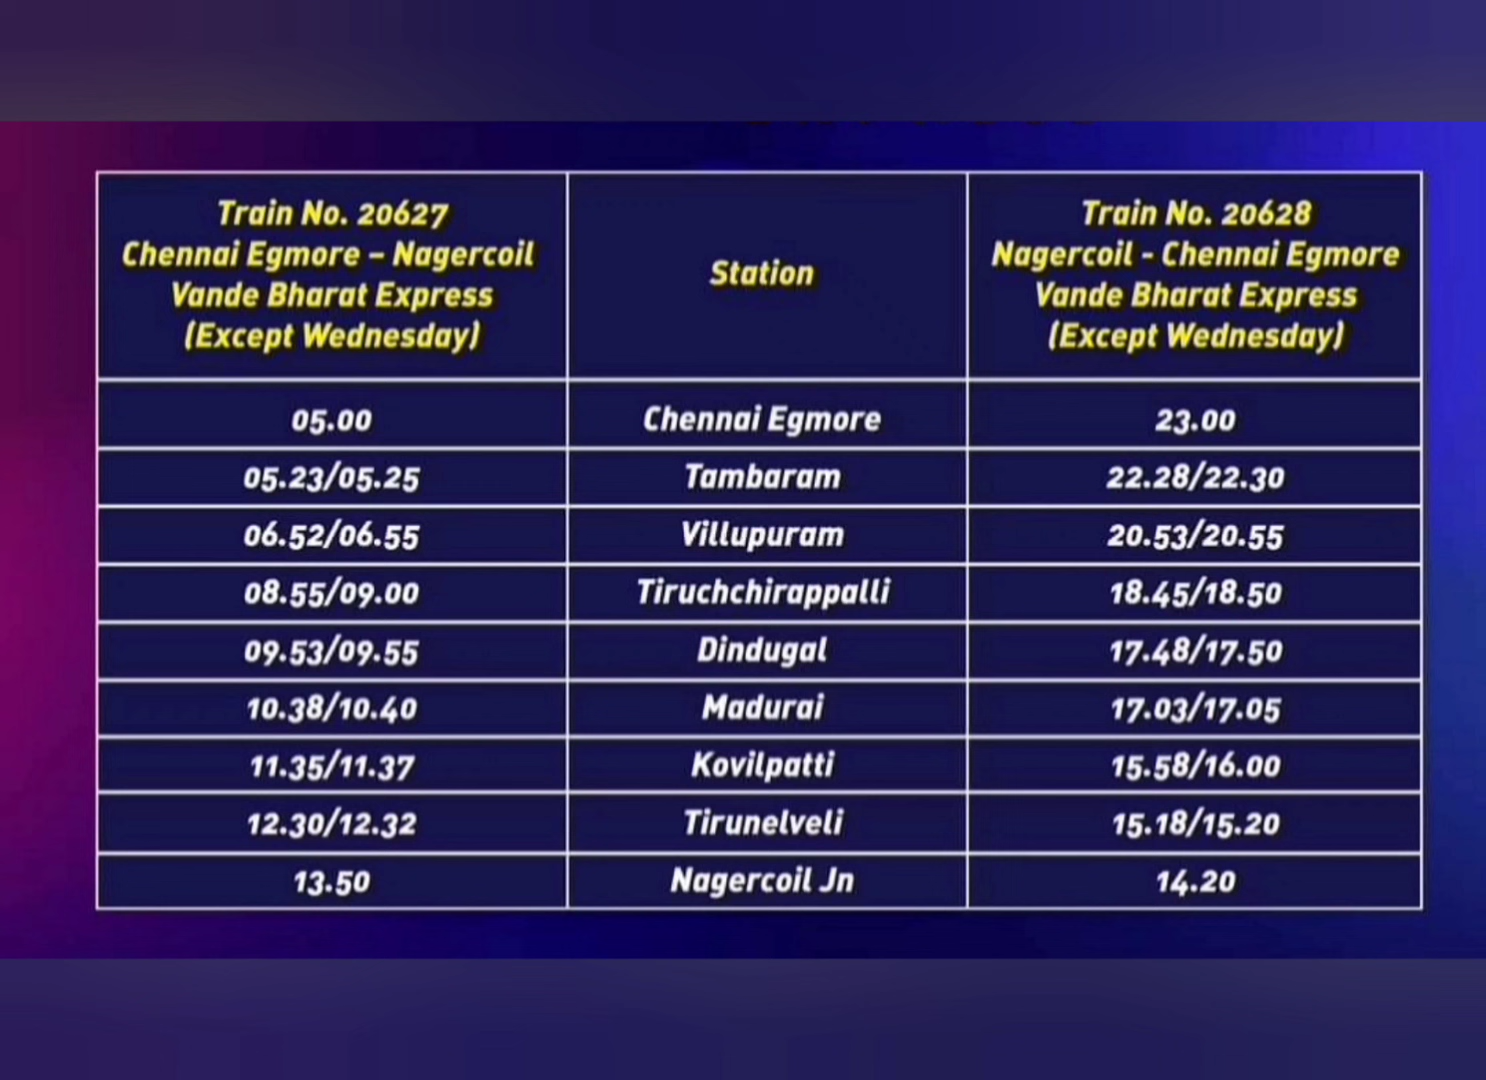 Train No. 20627
Chennai Egmore – Nagercoil
Vande Bharat Express
(Except Wednesday)
Station
Train No. 20628
Nagercoil - Chennai Egmore
Vande Bharat Express
(Except Wednesday)
05.00 Chennai Egmore 23.00
05.23/05.25 Tambaram 22.28/22.30
06.52/06.55 Villupuram 20.53/20.55
08.55/09.00 Tiruchchirappalli 18.45/18.50
09.53/09.55 Dindugal 17.48/17.50
10.38/10.40 Madurai 17.03/17.05
11.35/11.37 Kovilpatti 15.58/16.00
12.30/12.32 Tirunelveli 15.18/15.20
13.50 Nagercoil Jn 14.20